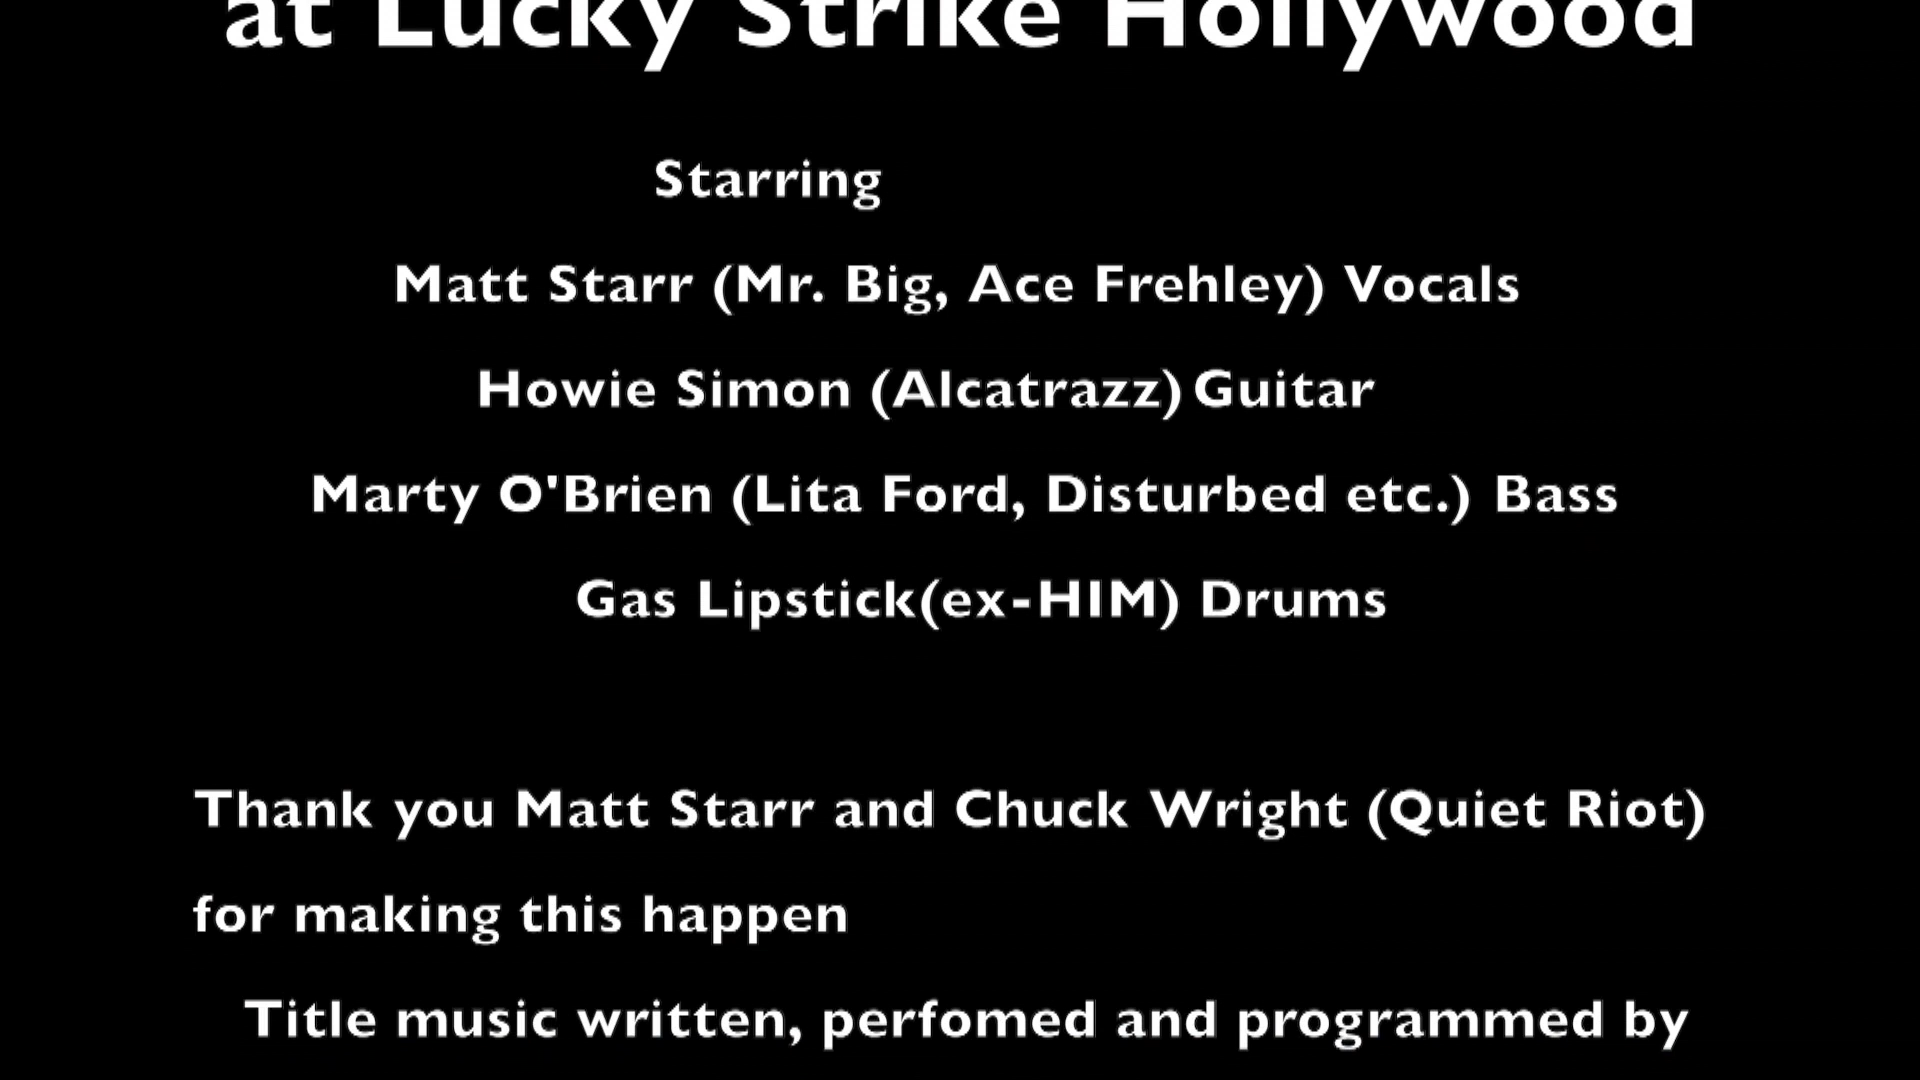 at Lucky Strike Hollywood
Starring
Matt Starr (Mr. Big, Ace Frehley) Vocals
Howie Simon (Alcatrazz) Guitar
Marty O'Brien (Lita Ford, Disturbed etc.) Bass
Gas Lipstick(ex-HIM) Drums
Thank you Matt Starr and Chuck Wright (Quiet Riot)
for making this happen
Title music written, perfomed and programmed by